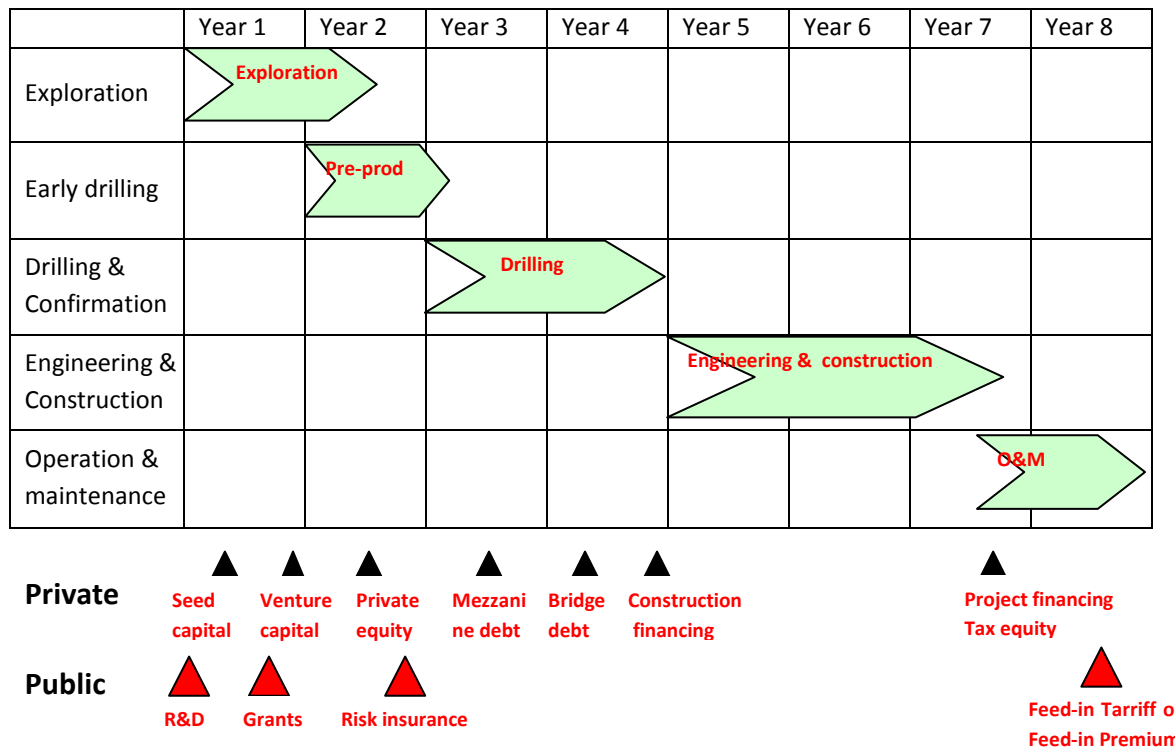 Year 1 Year 2 Year 3 Year 4 Year 5 Year 6 Year 7 Year 8
Exploration
Exploration
Early drilling
Pre-prod
Drilling &
Confirmation
Drilling
Engineering &
Construction
Engineering & construction
Operation &
maintenance
O&M
Private
Seed
capital
Venture
capital
Private
equity
Mezzani
ne debt
Bridge
debt
Construction
financing
Project financing
Tax equity
Public
R&D
Grants
Risk insurance
Feed-in Tarriff o
Feed-in Premium